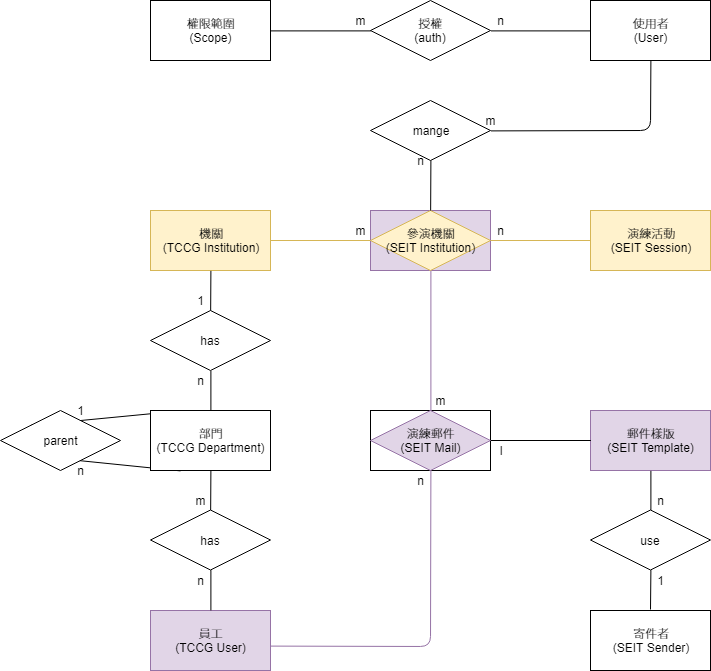 權限範圍
(Scope)
m
授權
(auth)
n
使用者
(User)
mange
m
n
機關
(TCCG Institution)
m
參演機關
(SEIT Institution)
n
演練活動
(SEIT Session)
1
has
n
parent
1
n
部門
(TCCG Department)
m
演練郵件
(SEIT Mail)
l
n
郵件樣版
(SEIT Template)
m
has
n
n
use
1
員工
(TCCG User)
寄件者
(SEIT Sender)